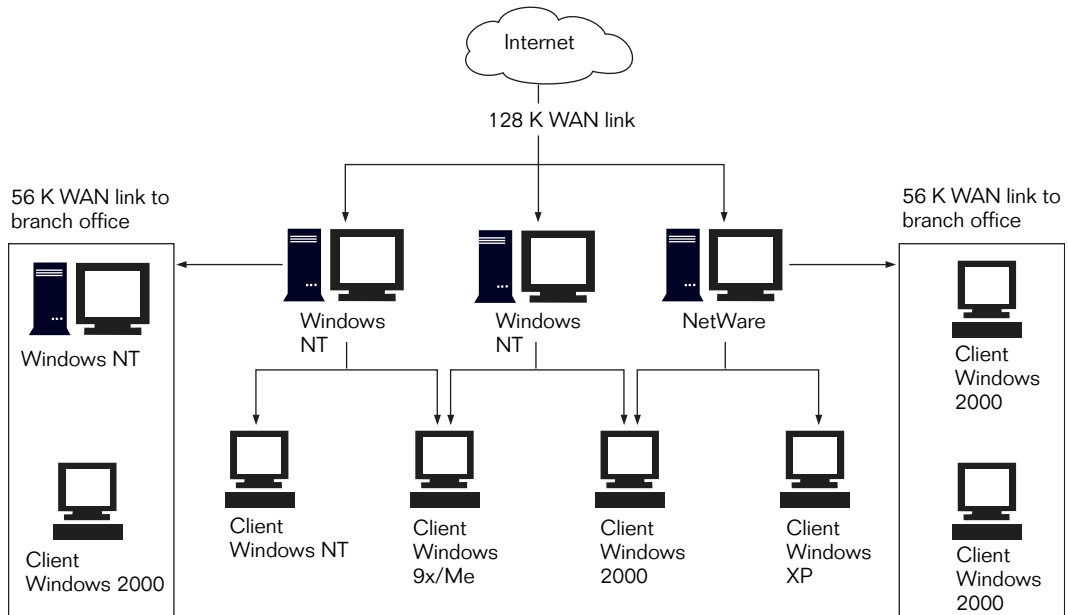 Internet
128 K WAN link
56 K WAN link to
branch office
56 K WAN link to
branch office
Windows
NT
Windows
NT
NetWare
Windows NT
Client
Windows
2000
Client
Windows NT
Client
Windows
9x/Me
Client
Windows
2000
Client
Windows
XP
Client
Windows 2000
Client
Windows
2000